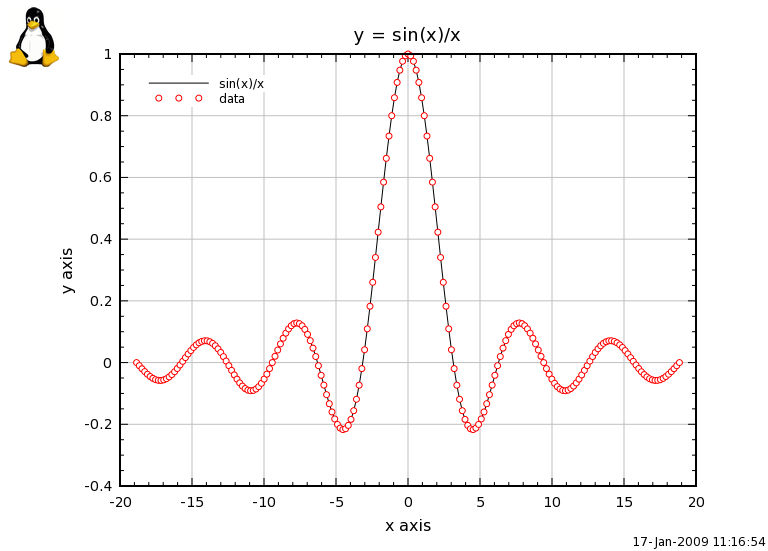 y = sin(x)/x
sin(x)/x
data
1
0.8
0.6
0.4
0.2
0
-0.2
-0.4
y axis
-20 -15 -10 -5 0 5 10 15 20
x axis
17-Jan-2009 11:16:54